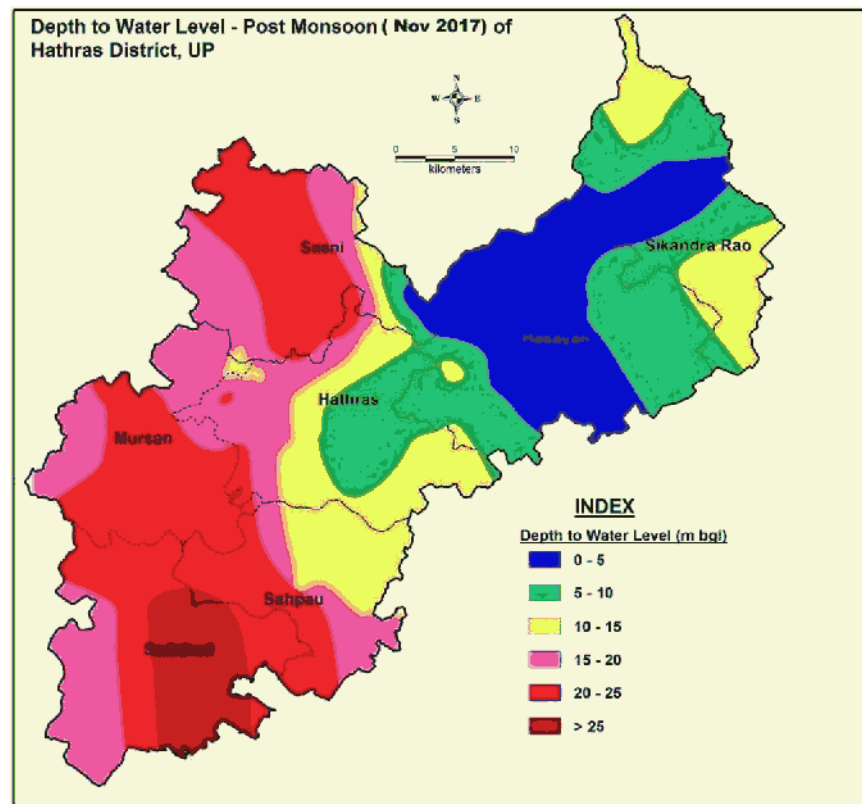 Depth to Water Level - Post Monsoon ( Nov 2017) of
Hathras District, UP
N
W E
S
0 5 10
kilometers
Sasni
Sikandra Rao
Hathras
Mursan
Sahpau
INDEX
Depth to Water Level (m bgl)
0 - 5
5 - 10
10 - 15
15 - 20
20 - 25
> 25